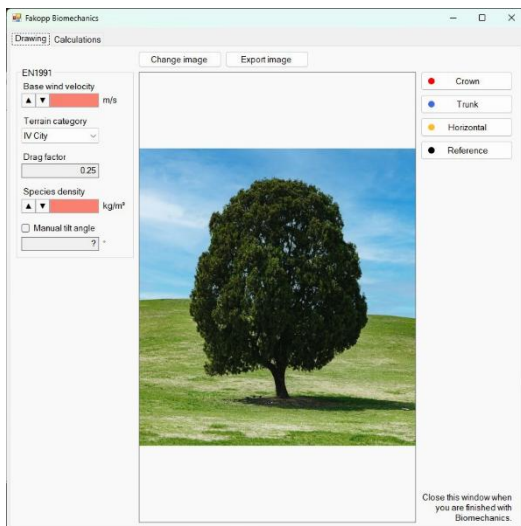 Fakopp Biomechanics
Drawing Calculations
Change image Export image
EN1991
Base wind velocity
m/s
Terrain category
IV City
Drag factor
0.25
Species density
kg/m³
Manual tilt angle
? °
Crown
Trunk
Horizontal
Reference
Close this window when
you are finished with
Biomechanics.